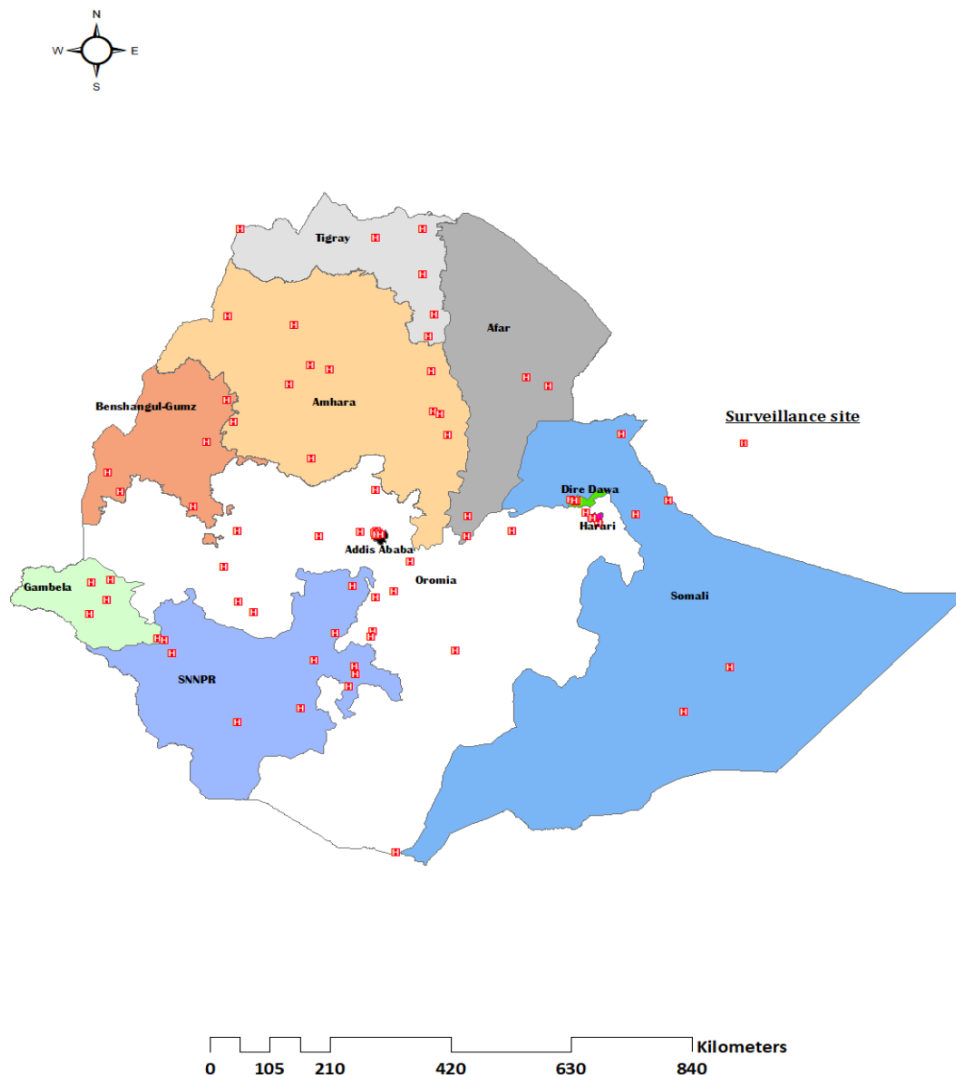 N
W E
S
Tigray
Afar
Benshangul-Gumz
Amhara
Surveillance site
H
Dire Dawa
Harari
Addis Ababa
Oromia
Gambela
Somali
SNNPR
Kilometers
0 105 210 420 630 840